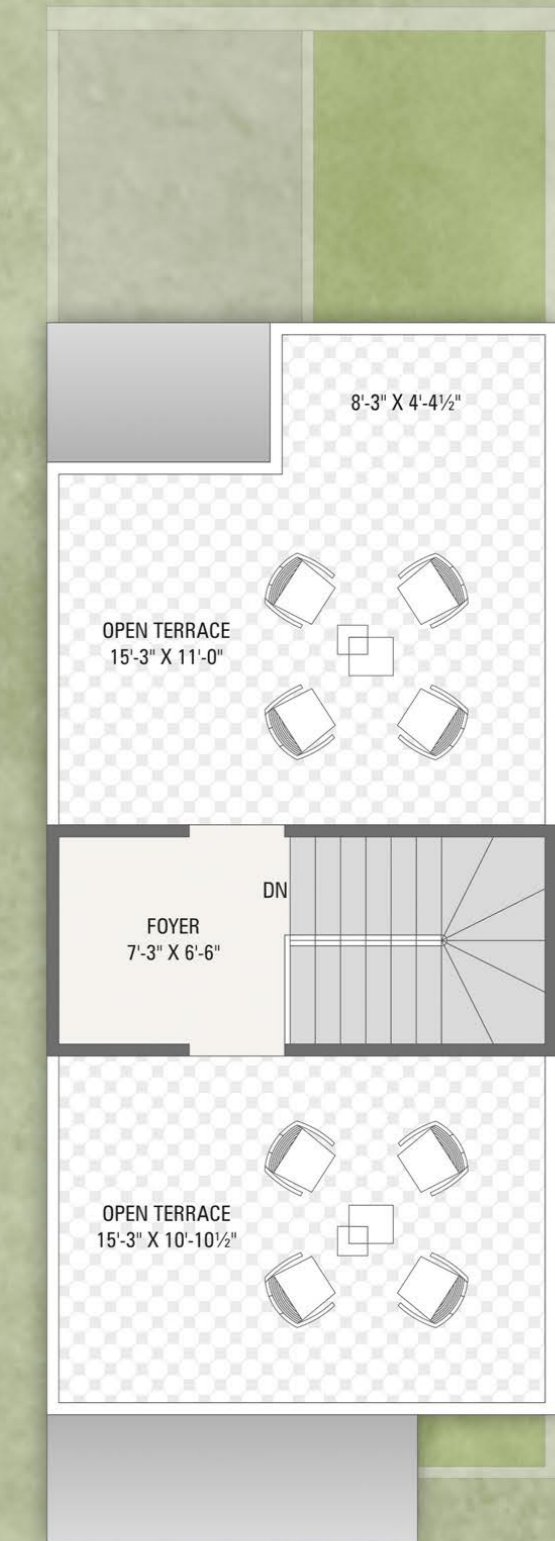 8'-3" X 4'-4½"
OPEN TERRACE
15'-3" X 11'-0"
DN
FOYER
7'-3" X 6'-6"
OPEN TERRACE
15'-3" X 10'-10½"